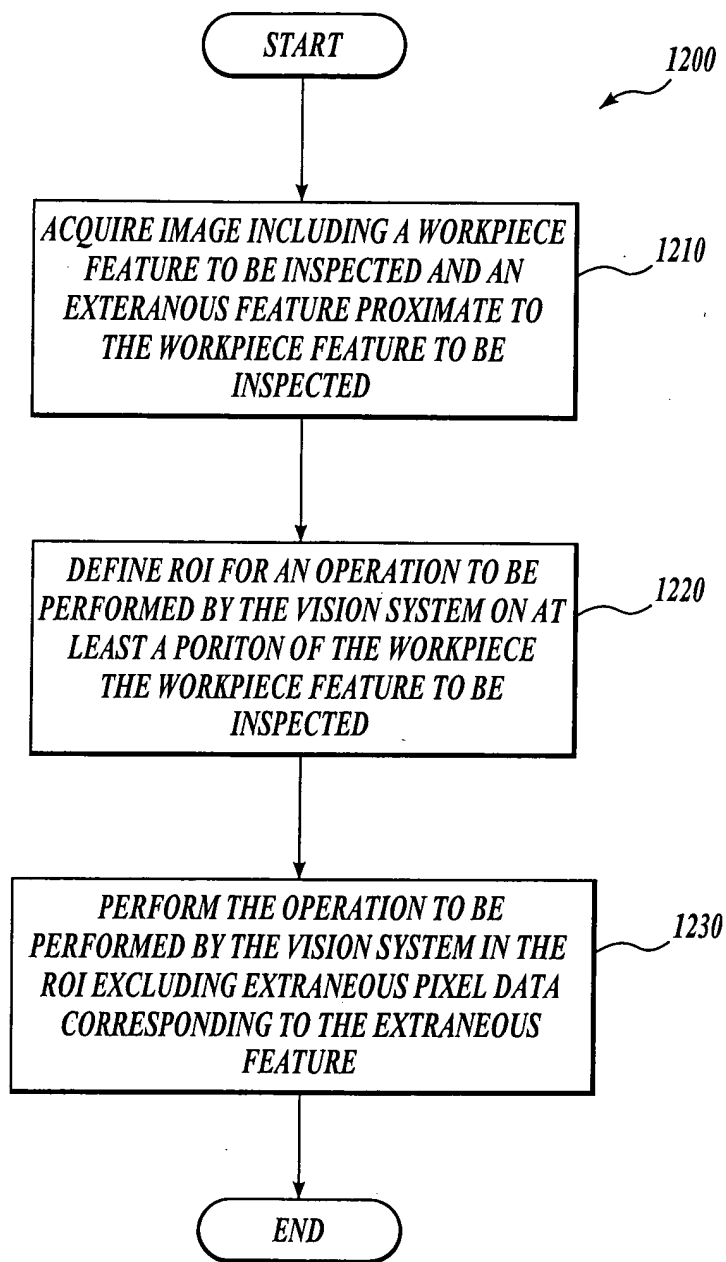 START
1200
ACQUIRE IMAGE INCLUDING A WORKPIECE
FEATURE TO BE INSPECTED AND AN
EXTERANOUS FEATURE PROXIMATE TO
THE WORKPIECE FEATURE TO BE
INSPECTED
1210
DEFINE ROI FOR AN OPERATION TO BE
PERFORMED BY THE VISION SYSTEM ON AT
LEAST A PORITON OF THE WORKPIECE
THE WORKPIECE FEATURE TO BE
INSPECTED
1220
PERFORM THE OPERATION TO BE
PERFORMED BY THE VISION SYSTEM IN THE
ROI EXCLUDING EXTRANEOUS PIXEL DATA
CORRESPONDING TO THE EXTRANEOUS
FEATURE
1230
END